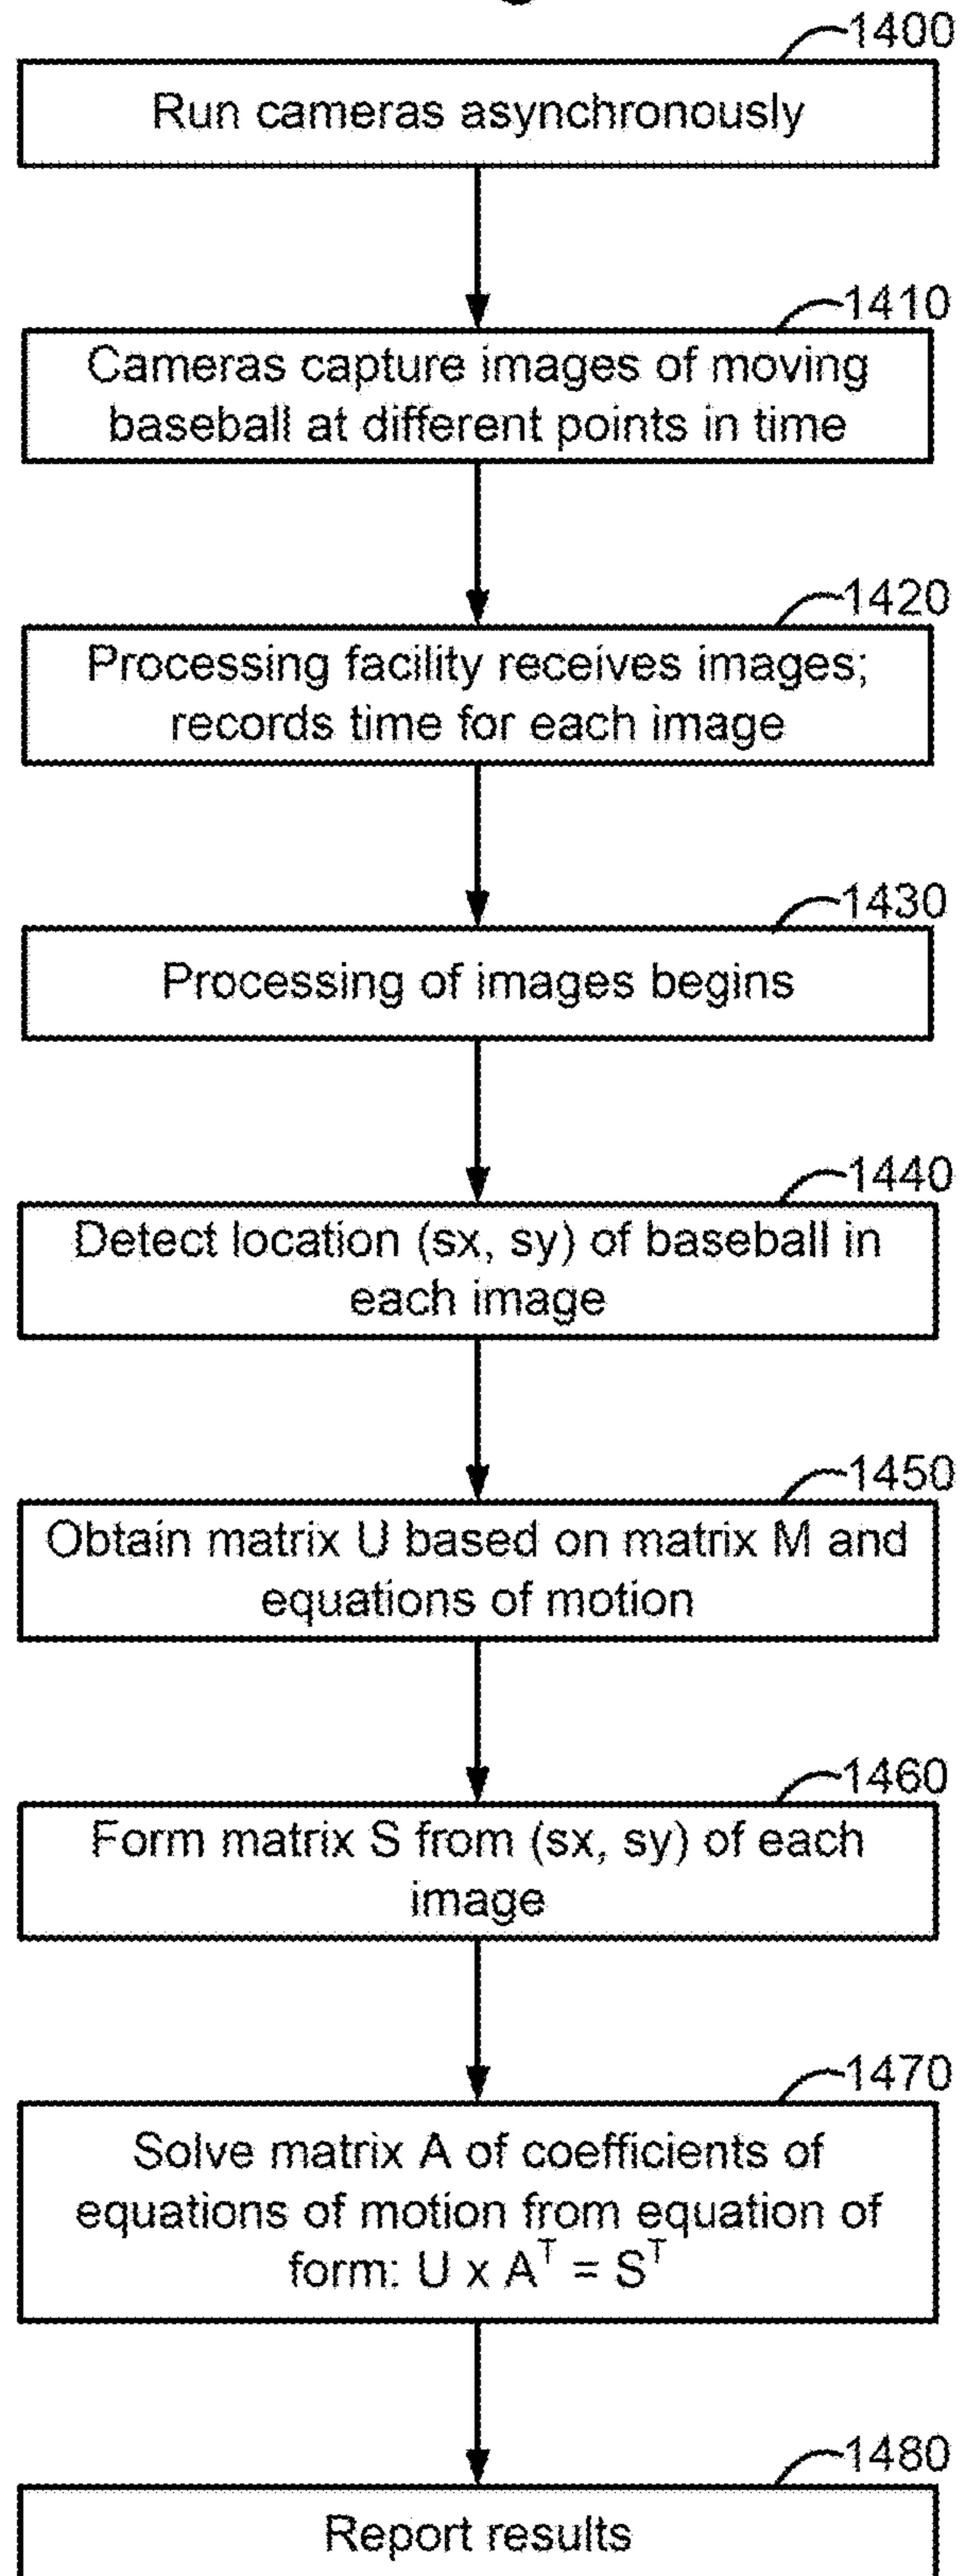 1400
Run cameras asynchronously
1410
Cameras capture images of moving
baseball at different points in time
1420
Processing facility receives images;
records time for each image
1430
Processing of images begins
1440
Detect location (sx, sy) of baseball in
each image
1450
Obtain matrix U based on matrix M and
equations of motion
1460
Form matrix S from (sx, sy) of each
image
1470
Solve matrix A of coefficients of
equations of motion from equation of
form: U x A^T = S^T
1480
Report results